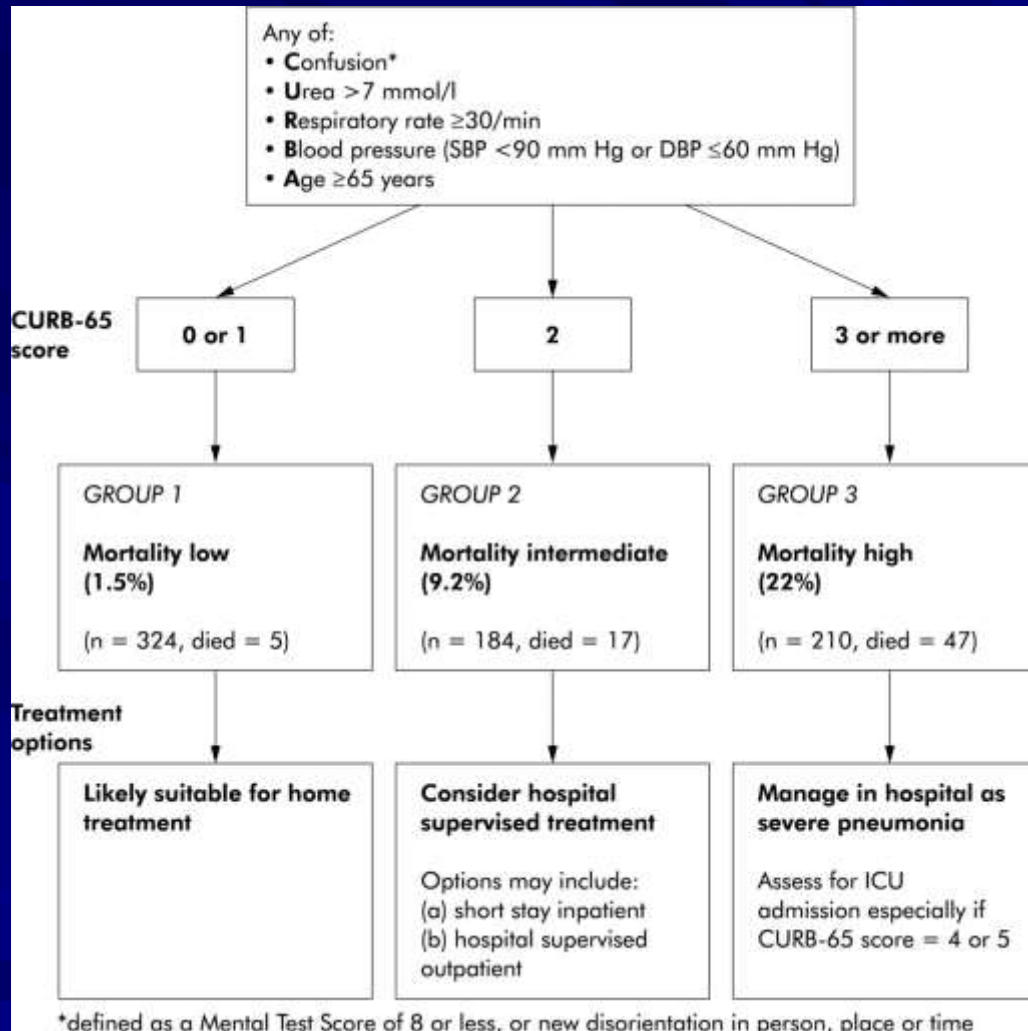 Any of:
• Confusion*
• Urea >7 mmol/l
• Respiratory rate ≥30/min
• Blood pressure (SBP <90 mm Hg or DBP ≤60 mm Hg)
• Age ≥65 years
CURB-65
score
0 or 1
2
3 or more
GROUP 1
Mortality low
(1.5%)
(n = 324, died = 5)
GROUP 2
Mortality intermediate
(9.2%)
(n = 184, died = 17)
GROUP 3
Mortality high
(22%)
(n = 210, died = 47)
Treatment
options
Likely suitable for home
treatment
Consider hospital
supervised treatment
Options may include:
(a) short stay inpatient
(b) hospital supervised
outpatient
Manage in hospital as
severe pneumonia
Assess for ICU
admission especially if
CURB-65 score = 4 or 5
*defined as a Mental Test Score of 8 or less, or new disorientation in person, place or time